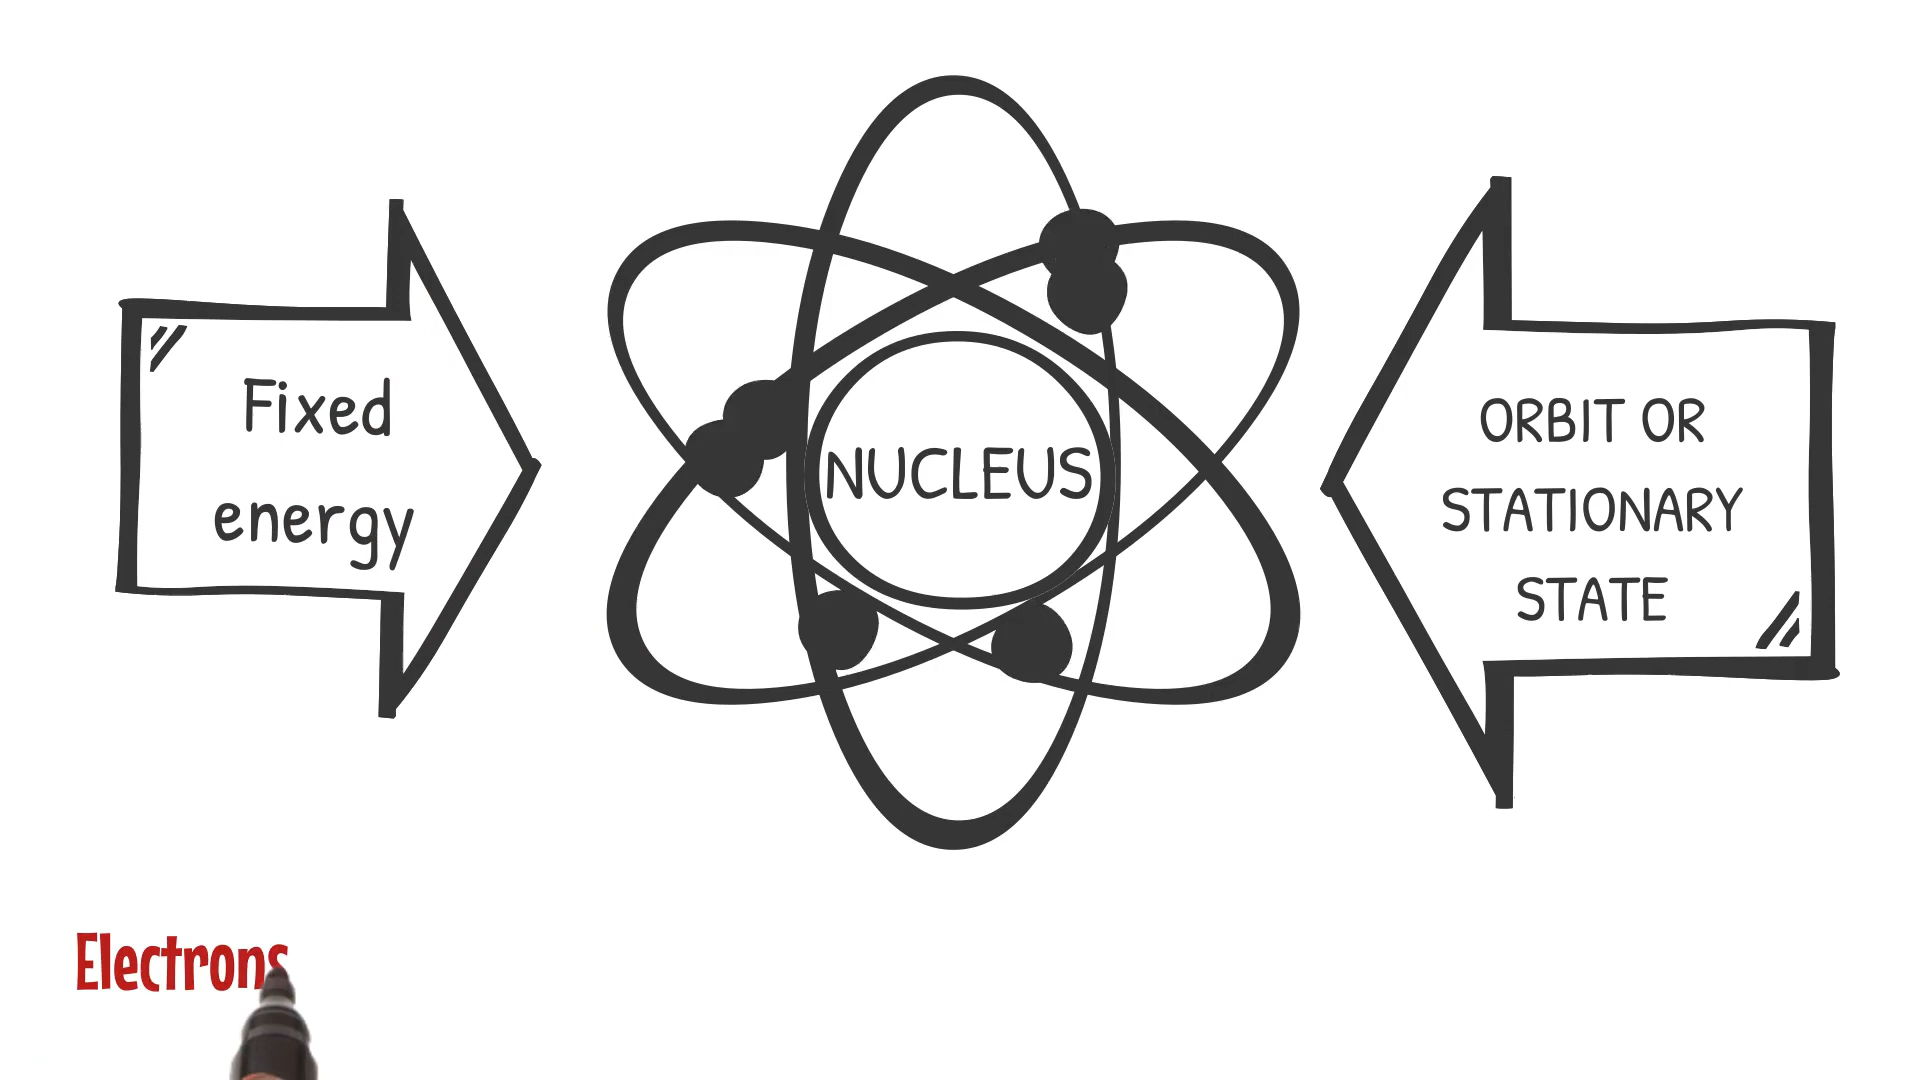 Fixed
energy
NUCLEUS
ORBIT OR
STATIONARY
STATE
Electrons